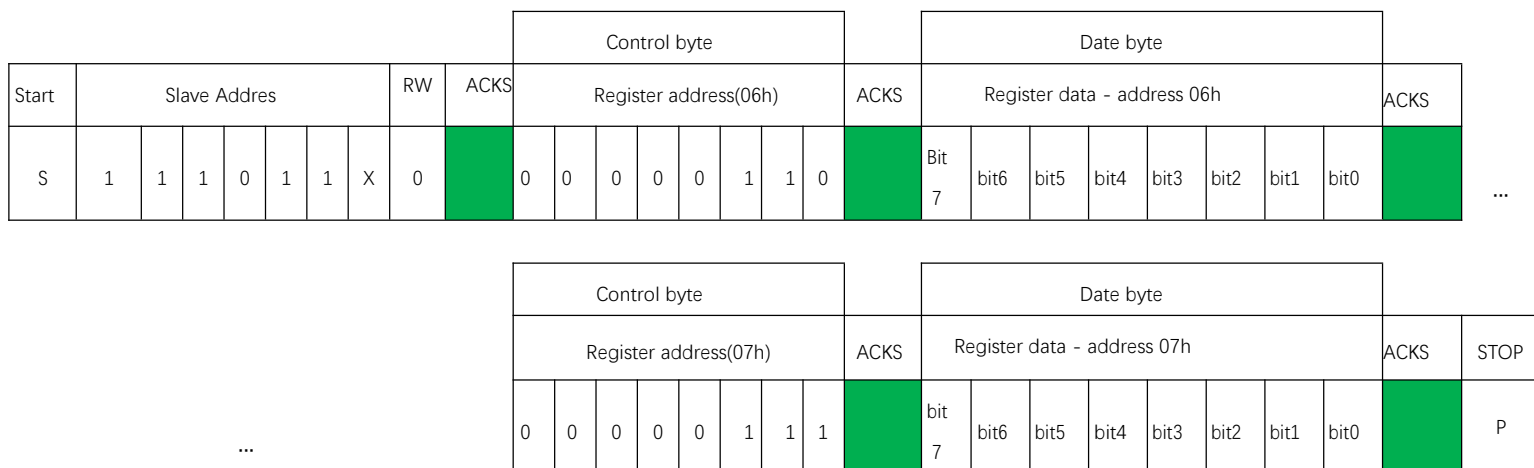 Control byte Date byte
Start Slave Addres RW ACKS Register address(06h) ACKS Register data - address 06h ACKS
S 1 1 1 0 1 1 X 0 0 0 0 0 0 1 1 0 Bit 7 bit6 bit5 bit4 bit3 bit2 bit1 bit0 ...
Control byte Date byte
Register address(07h) ACKS Register data - address 07h ACKS STOP
... 0 0 0 0 0 1 1 1 bit 7 bit6 bit5 bit4 bit3 bit2 bit1 bit0 P